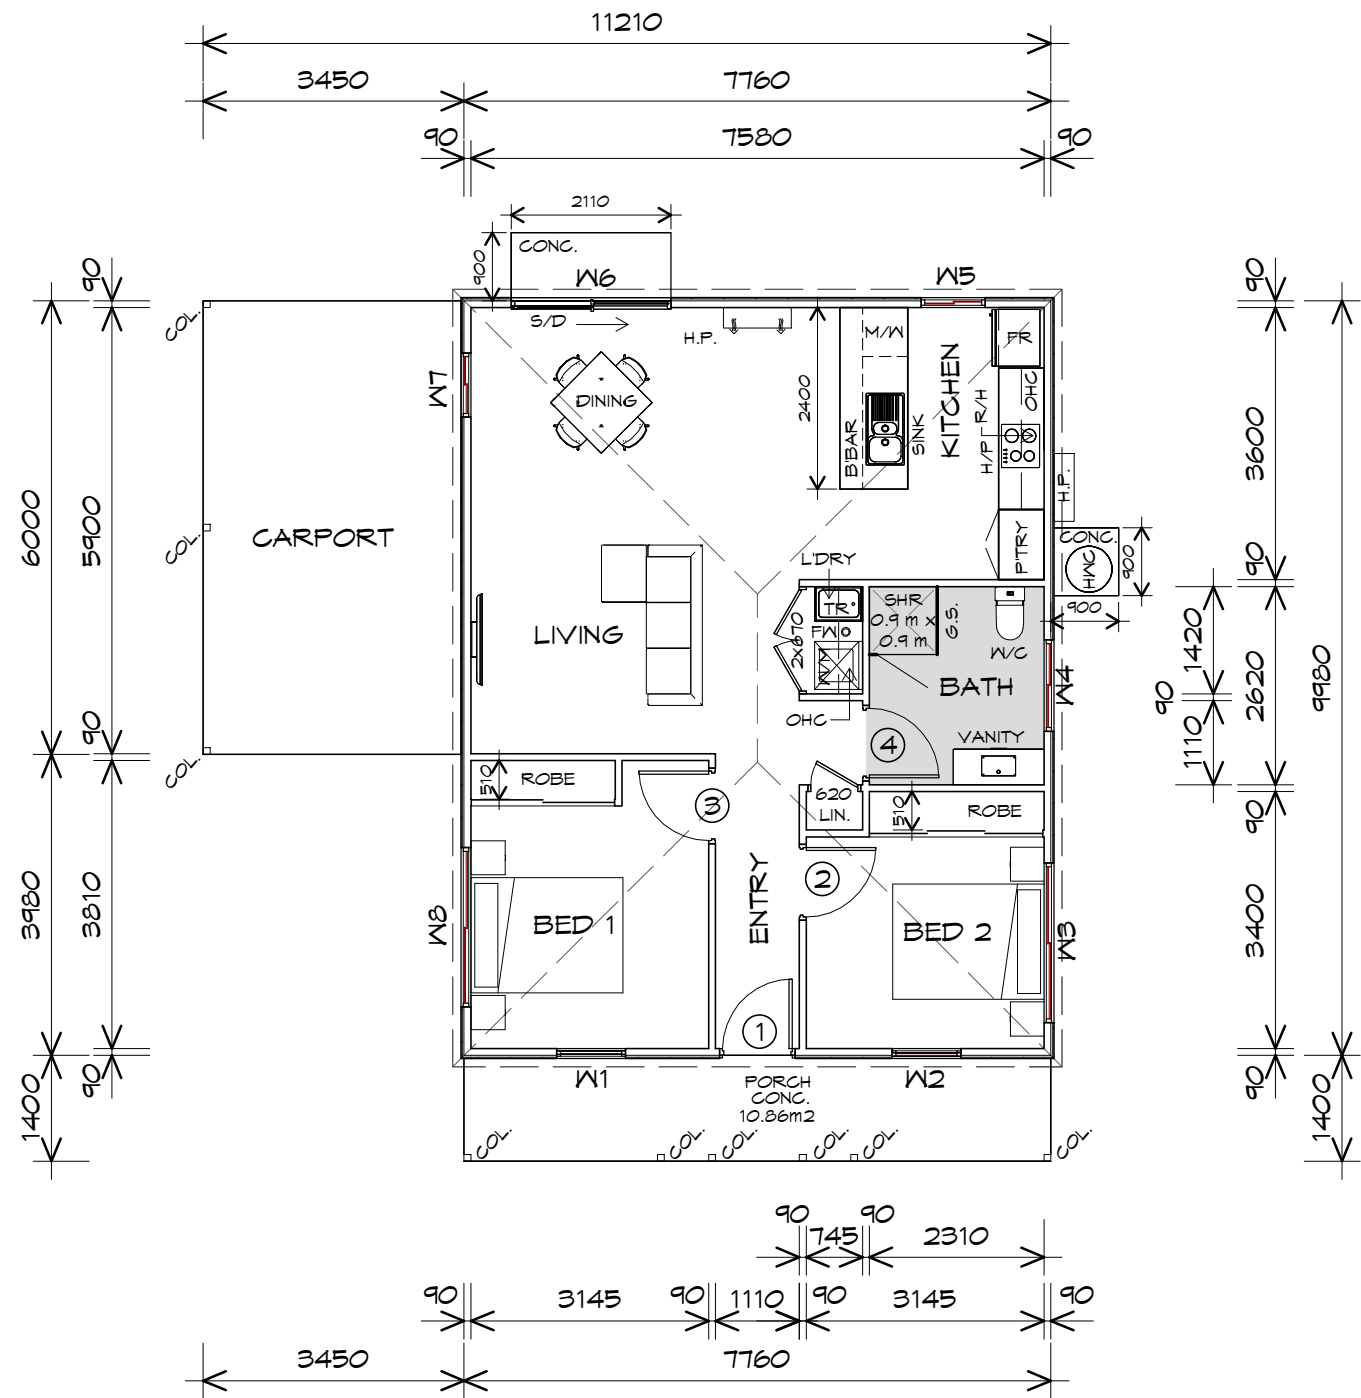 11210
3450
7760
90
7580
90
2110
CONC.
900
W6
W5
90
90
COL.
S/D
H.P.
M/W
FR
W7
DINING
2400
B'BAR
SINK
KITCHEN
H/P
R/H
OHC
3600
9980
6000
5900
CARPORT
COL.
H.P.
P'TRY
CONC.
HWC
900
900
90
L'DRY
TR
FW
2x670
WM
SHR
0.9 m x
0.9 m
G.S.
W/C
LIVING
BATH
W4
1420
90
1110
2620
OHC
VANITY
4
90
COL.
510
ROBE
3
620
LIN.
510
ROBE
90
ENTRY
2
3980
3810
W8
BED 1
BED 2
W3
3400
1
90
90
W1
W2
PORCH
CONC.
10.86m2
1400
1400
COL.
COL.
COL.
COL.
COL.
COL.
90
90
745
2310
90
3145
90
1110
90
3145
90
3450
7760